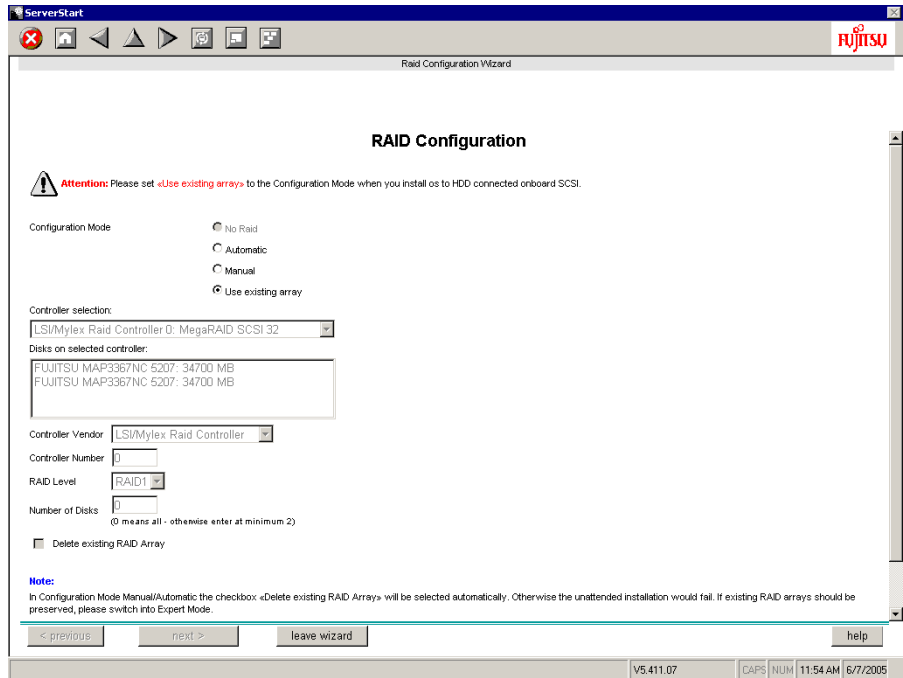 ServerStart
FUJITSU
Raid Configuration Wizard
RAID Configuration
Attention: Please set «Use existing array» to the Configuration Mode when you install os to HDD connected onboard SCSI.
Configuration Mode
No Raid
Automatic
Manual
Use existing array
Controller selection:
LSI/Mylex Raid Controller 0: MegaRAID SCSI 32
Disks on selected controller:
FUJITSU MAP3367NC 5207: 34700 MB
FUJITSU MAP3367NC 5207: 34700 MB
Controller Vendor LSI/Mylex Raid Controller
Controller Number 0
RAID Level RAID1
Number of Disks 0
(0 means all - otherwise enter at minimum 2)
Delete existing RAID Array
Note:
In Configuration Mode Manual/Automatic the checkbox «Delete existing RAID Array» will be selected automatically. Otherwise the unattended installation would fail. If existing RAID arrays should be
preserved, please switch into Expert Mode.
< previous next > leave wizard help
V5.411.07 CAPS NUM 11:54 AM 6/7/2005